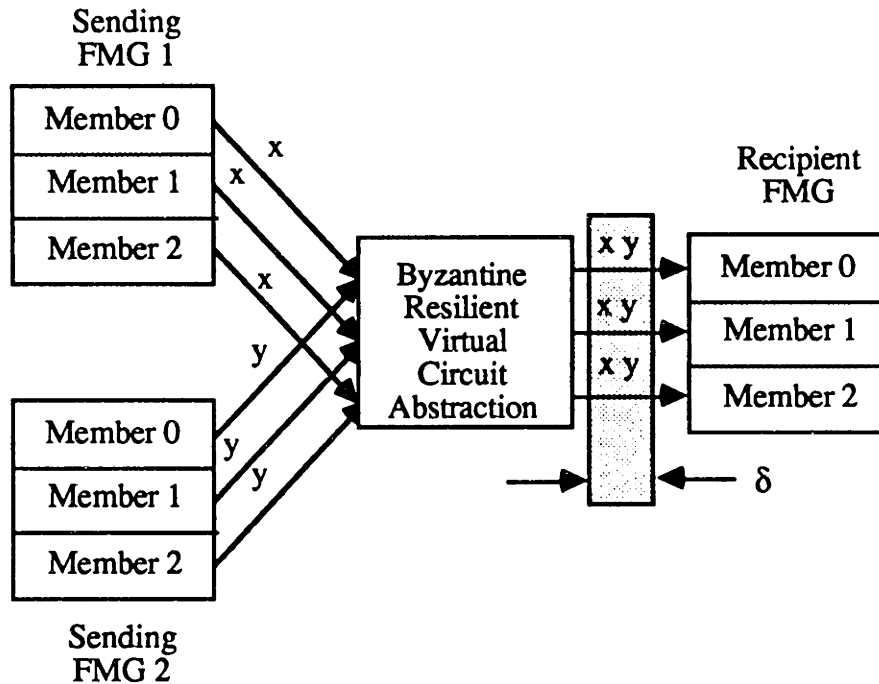 Sending
FMG 1
Member 0
Member 1
Member 2
x
x
x
y
y
y
Member 0
Member 1
Member 2
Sending
FMG 2
Byzantine
Resilient
Virtual
Circuit
Abstraction
x y
x y
x y
δ
Recipient
FMG
Member 0
Member 1
Member 2